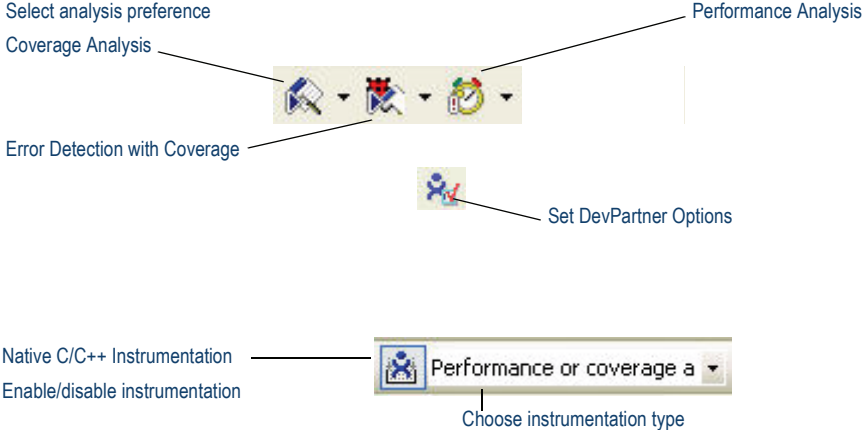 Select analysis preference
Performance Analysis
Coverage Analysis
Error Detection with Coverage
Set DevPartner Options
Native C/C++ Instrumentation
Performance or coverage a
Enable/disable instrumentation
Choose instrumentation type